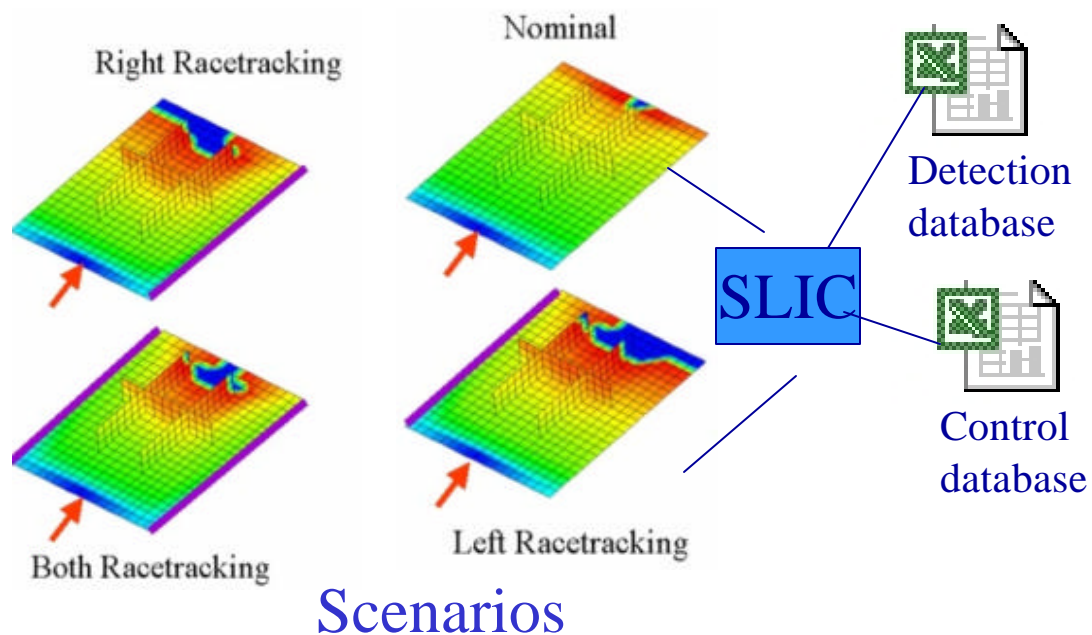 Right Racetracking
Nominal
Detection
database
SLIC
Control
database
Both Racetracking
Left Racetracking
Scenarios